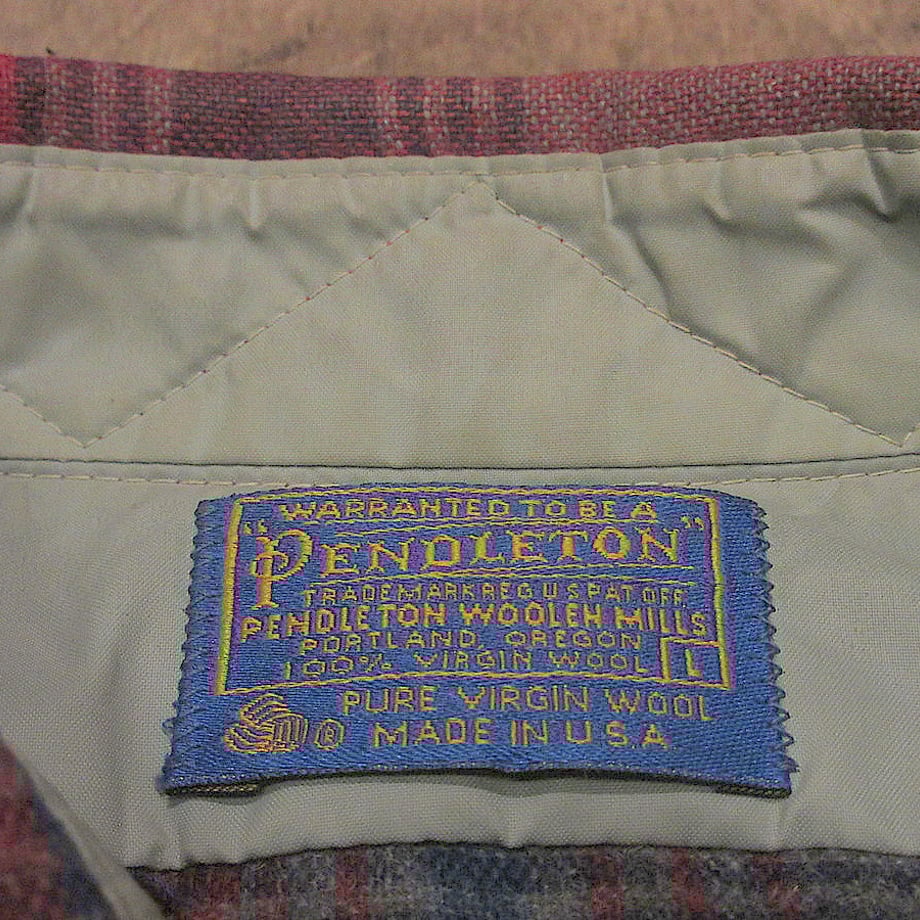 WARRANTED TO BE A
"PENDLETON"
TRADEMARK REG U S PAT OFF.
PENDLETON WOOLEN MILLS
PORTLAND, OREGON
100% VIRGIN WOOL L
PURE VIRGIN WOOL
® MADE IN U.S.A.